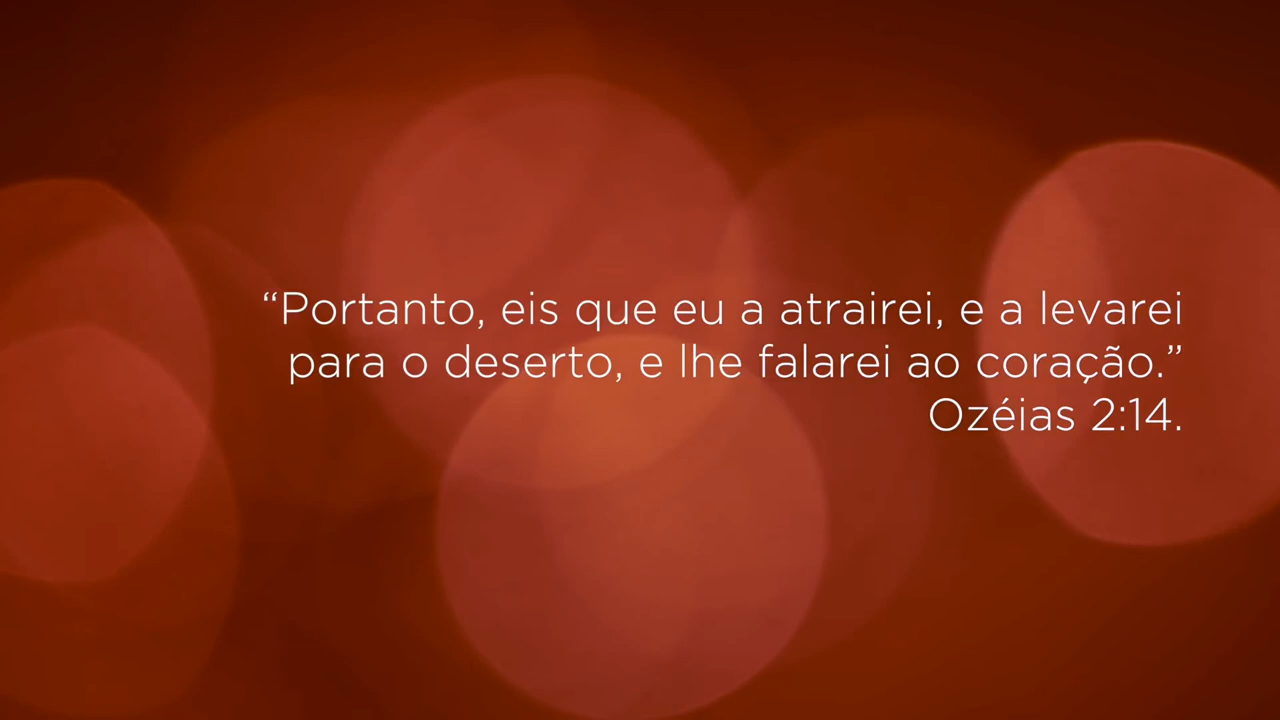 “Portanto, eis que eu a atrairei, e a levarei
para o deserto, e lhe falarei ao coração.”
Ozéias 2:14.